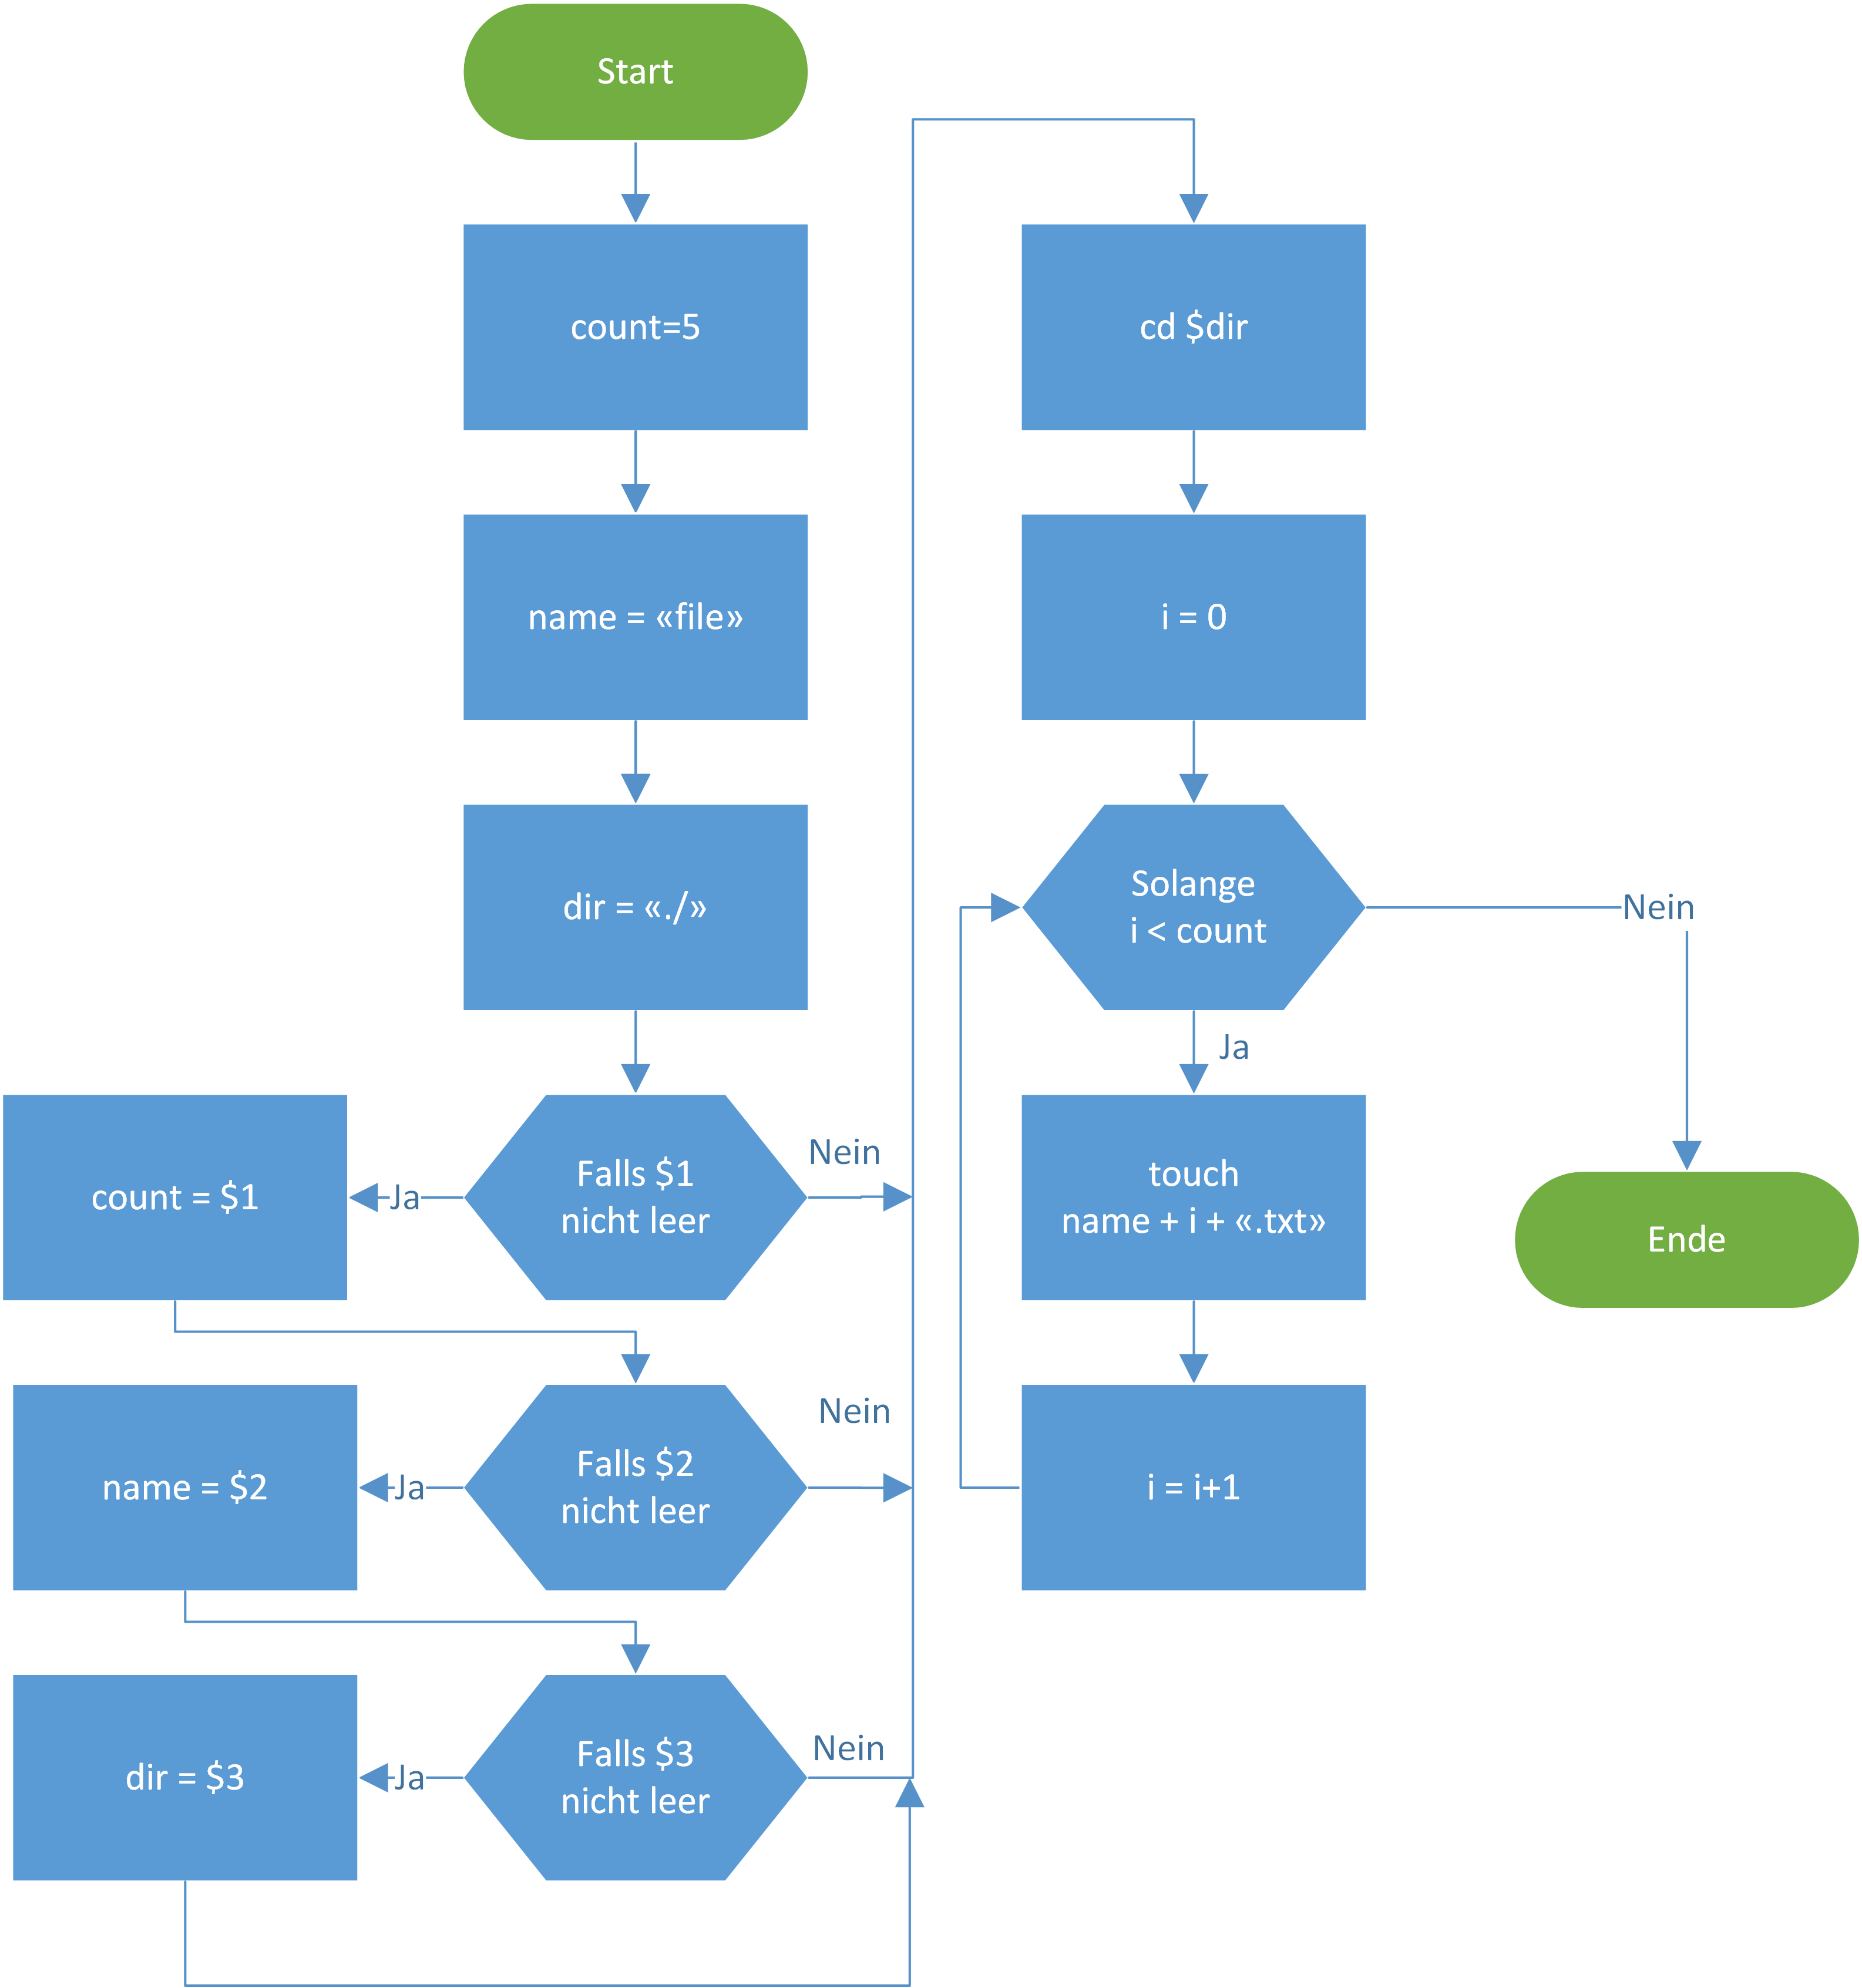 Start
count=5
name = «file»
dir = «./»
Falls $1
nicht leer
Ja
Nein
count = $1
Falls $2
nicht leer
Ja
Nein
name = $2
Falls $3
nicht leer
Ja
Nein
dir = $3
cd $dir
i = 0
Solange
i < count
Nein
Ja
touch
name + i + «.txt»
i = i+1
Ende